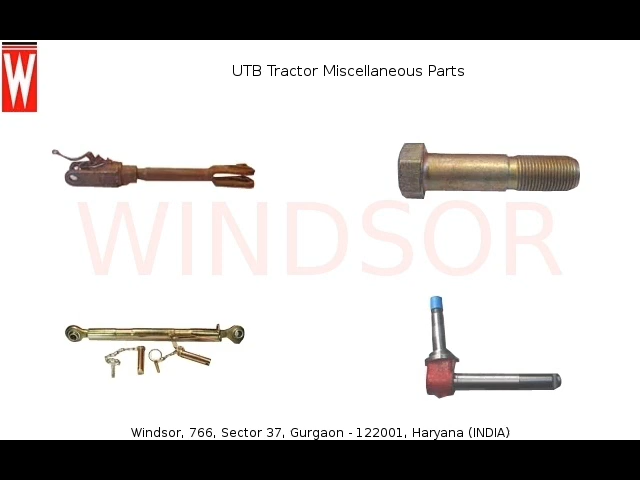 W
UTB Tractor Miscellaneous Parts
WINDSOR
Windsor, 766, Sector 37, Gurgaon - 122001, Haryana (INDIA)